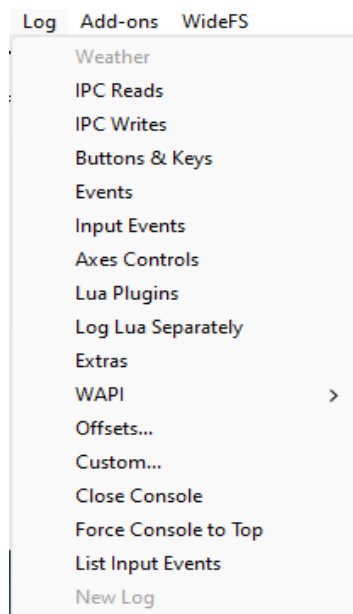 Log Add-ons WideFS
Weather
IPC Reads
IPC Writes
Buttons & Keys
Events
Input Events
Axes Controls
Lua Plugins
Log Lua Separately
Extras
WAPI >
Offsets...
Custom...
Close Console
Force Console to Top
List Input Events
New Log